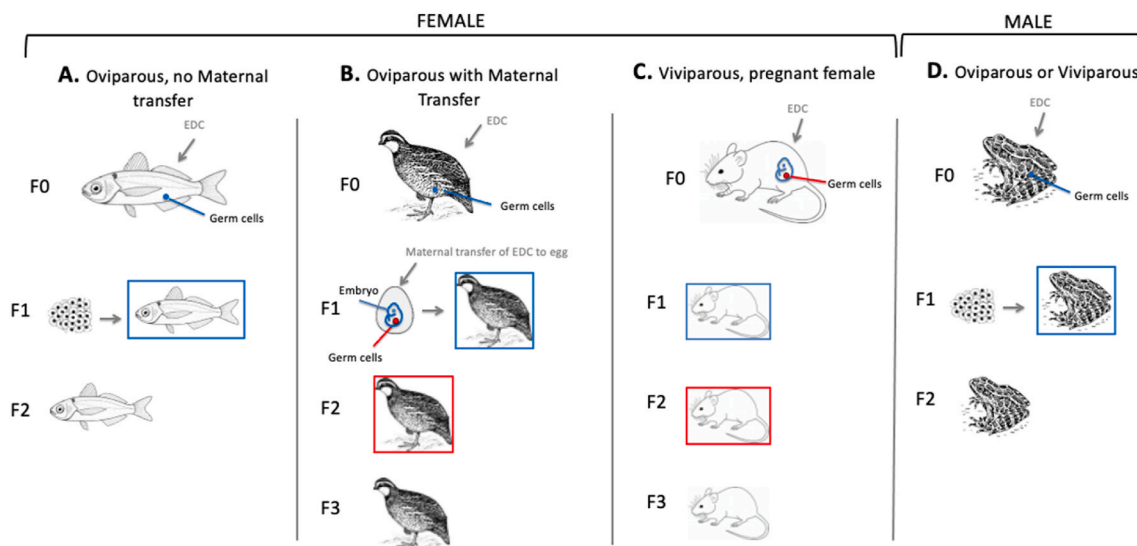 FEMALE
MALE
A. Oviparous, no Maternal
transfer
EDC
F0
Germ cells
F1
F2
B. Oviparous with Maternal
Transfer
EDC
F0
Germ cells
Maternal transfer of EDC to egg
Embryo
F1
Germ cells
F2
F3
C. Viviparous, pregnant female
EDC
F0
Germ cells
F1
F2
F3
D. Oviparous or Viviparous
EDC
F0
Germ cells
F1
F2